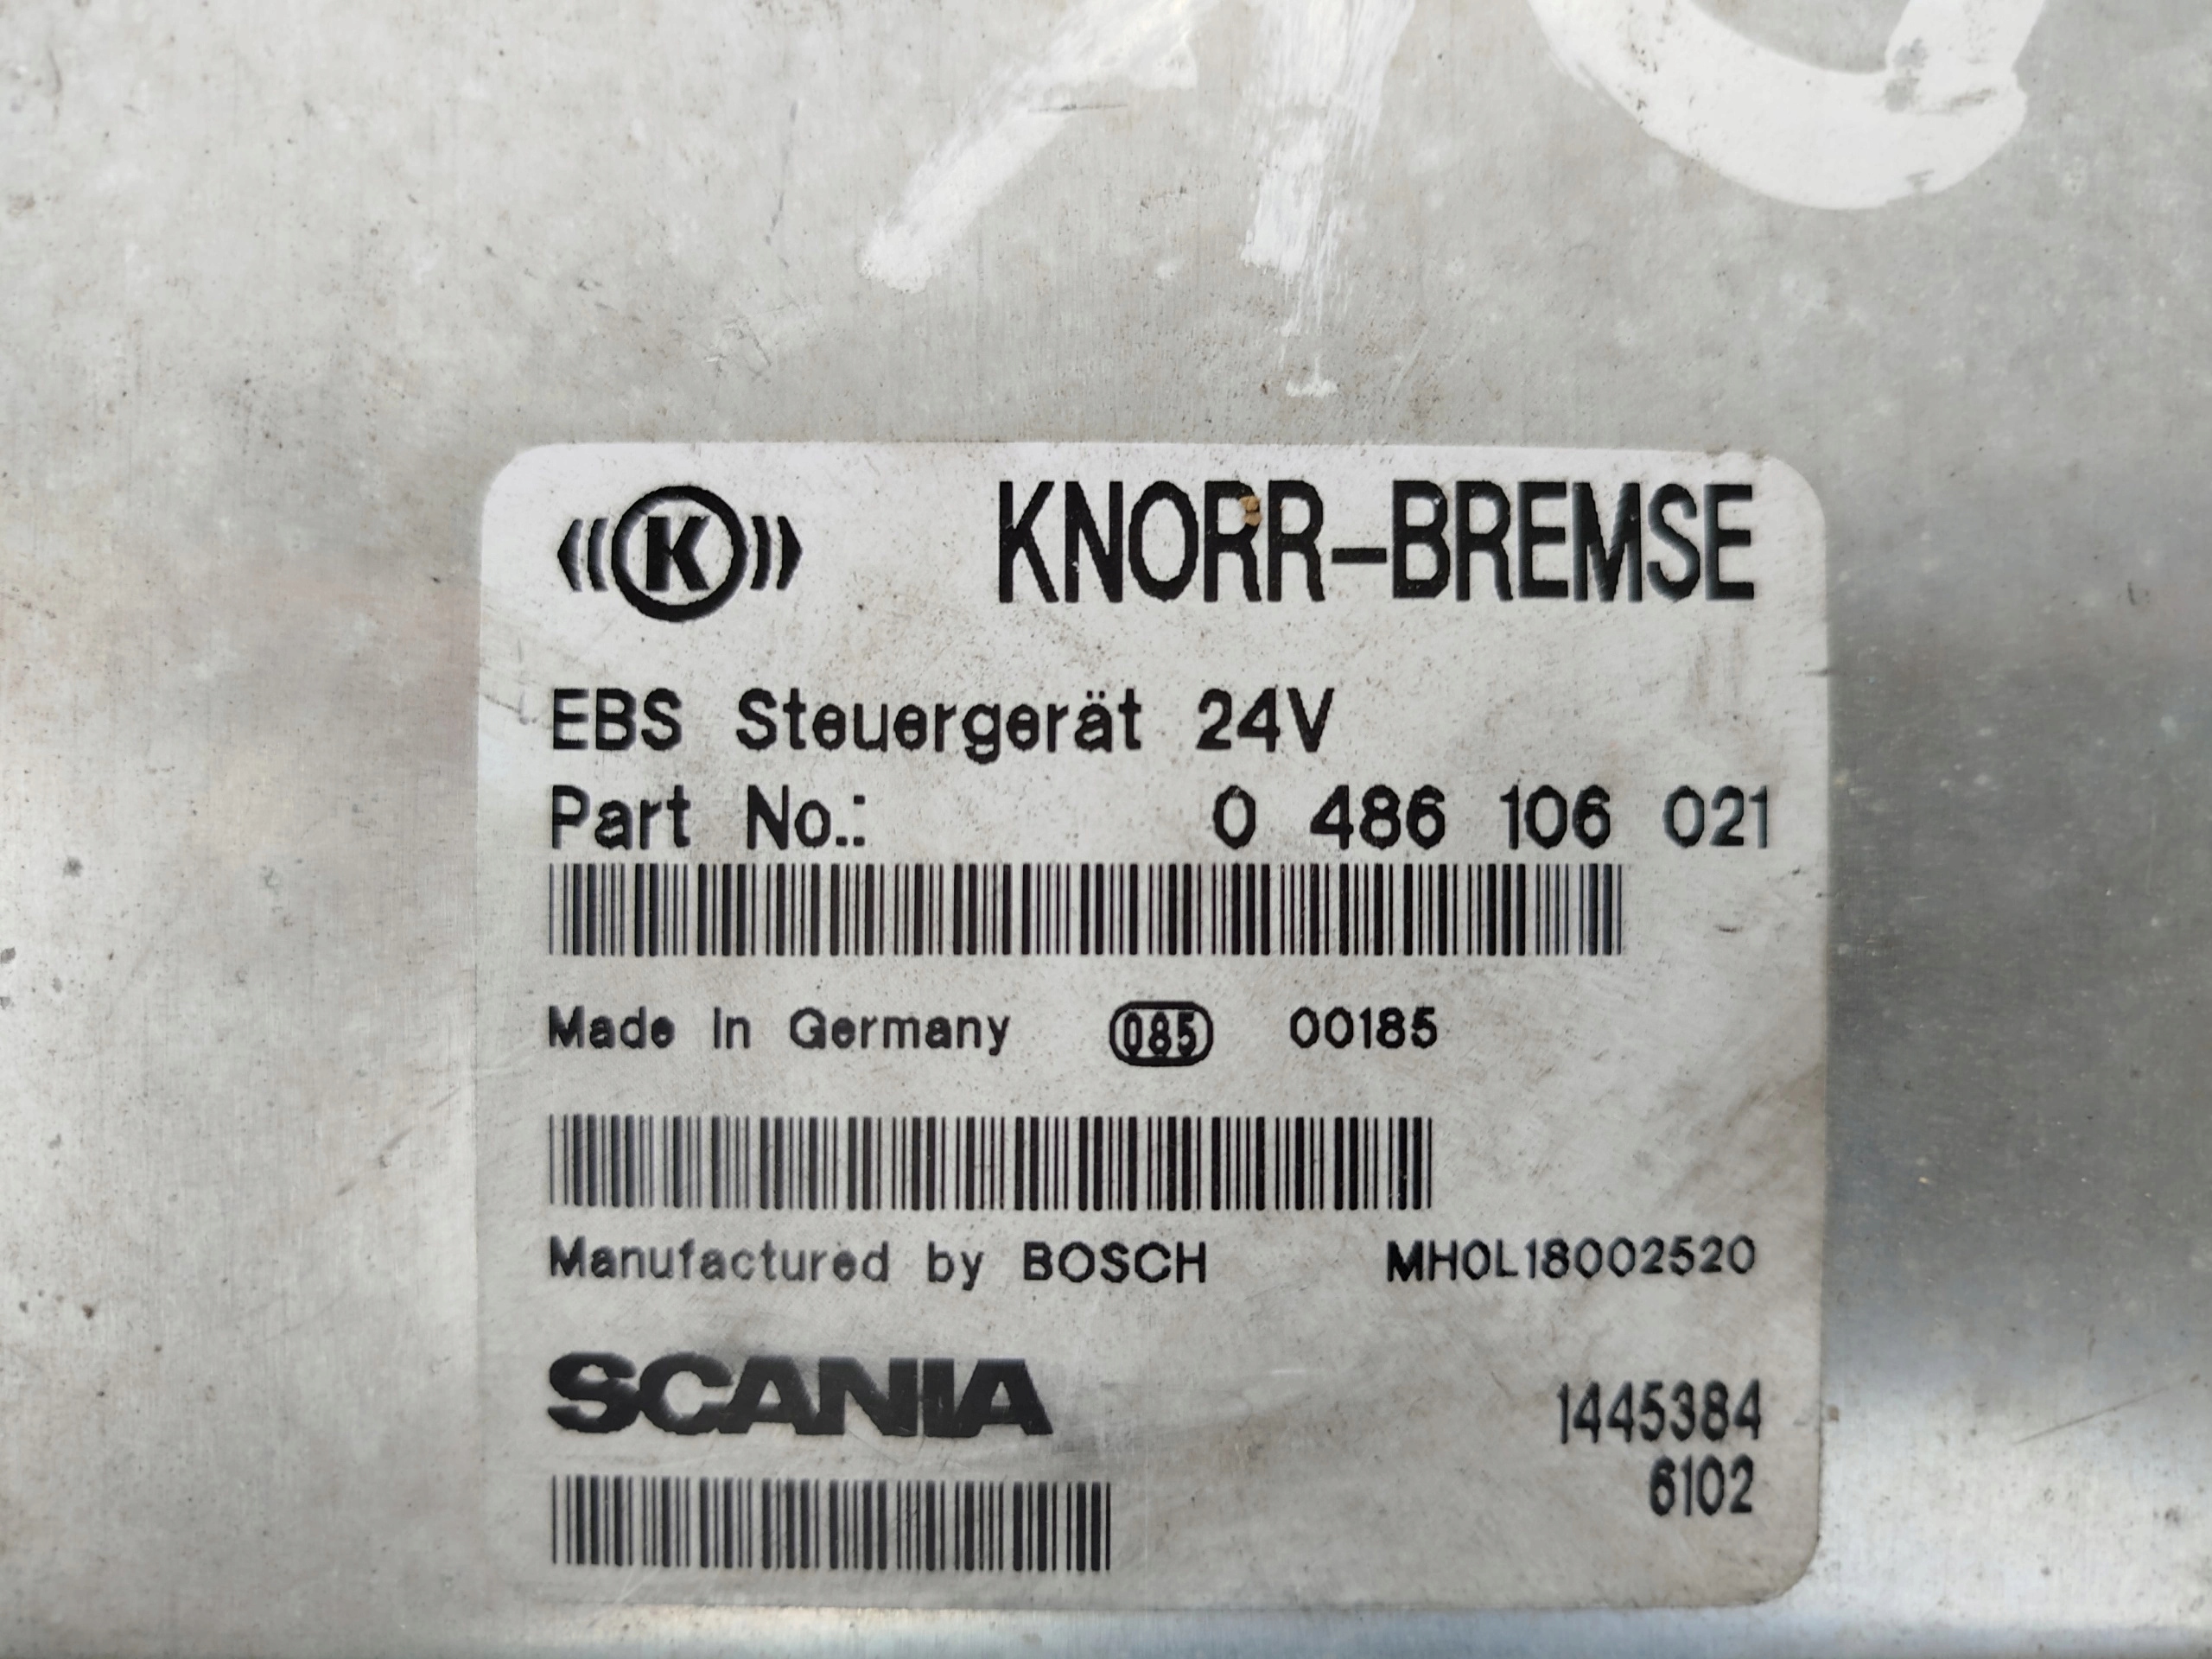 K KNORR-BREMSE
EBS Steuergerät 24V
Part No.: 0 486 106 021
Made In Germany 085 00185
Manufactured by BOSCH MH0L18002520
SCANIA 1445384
6102